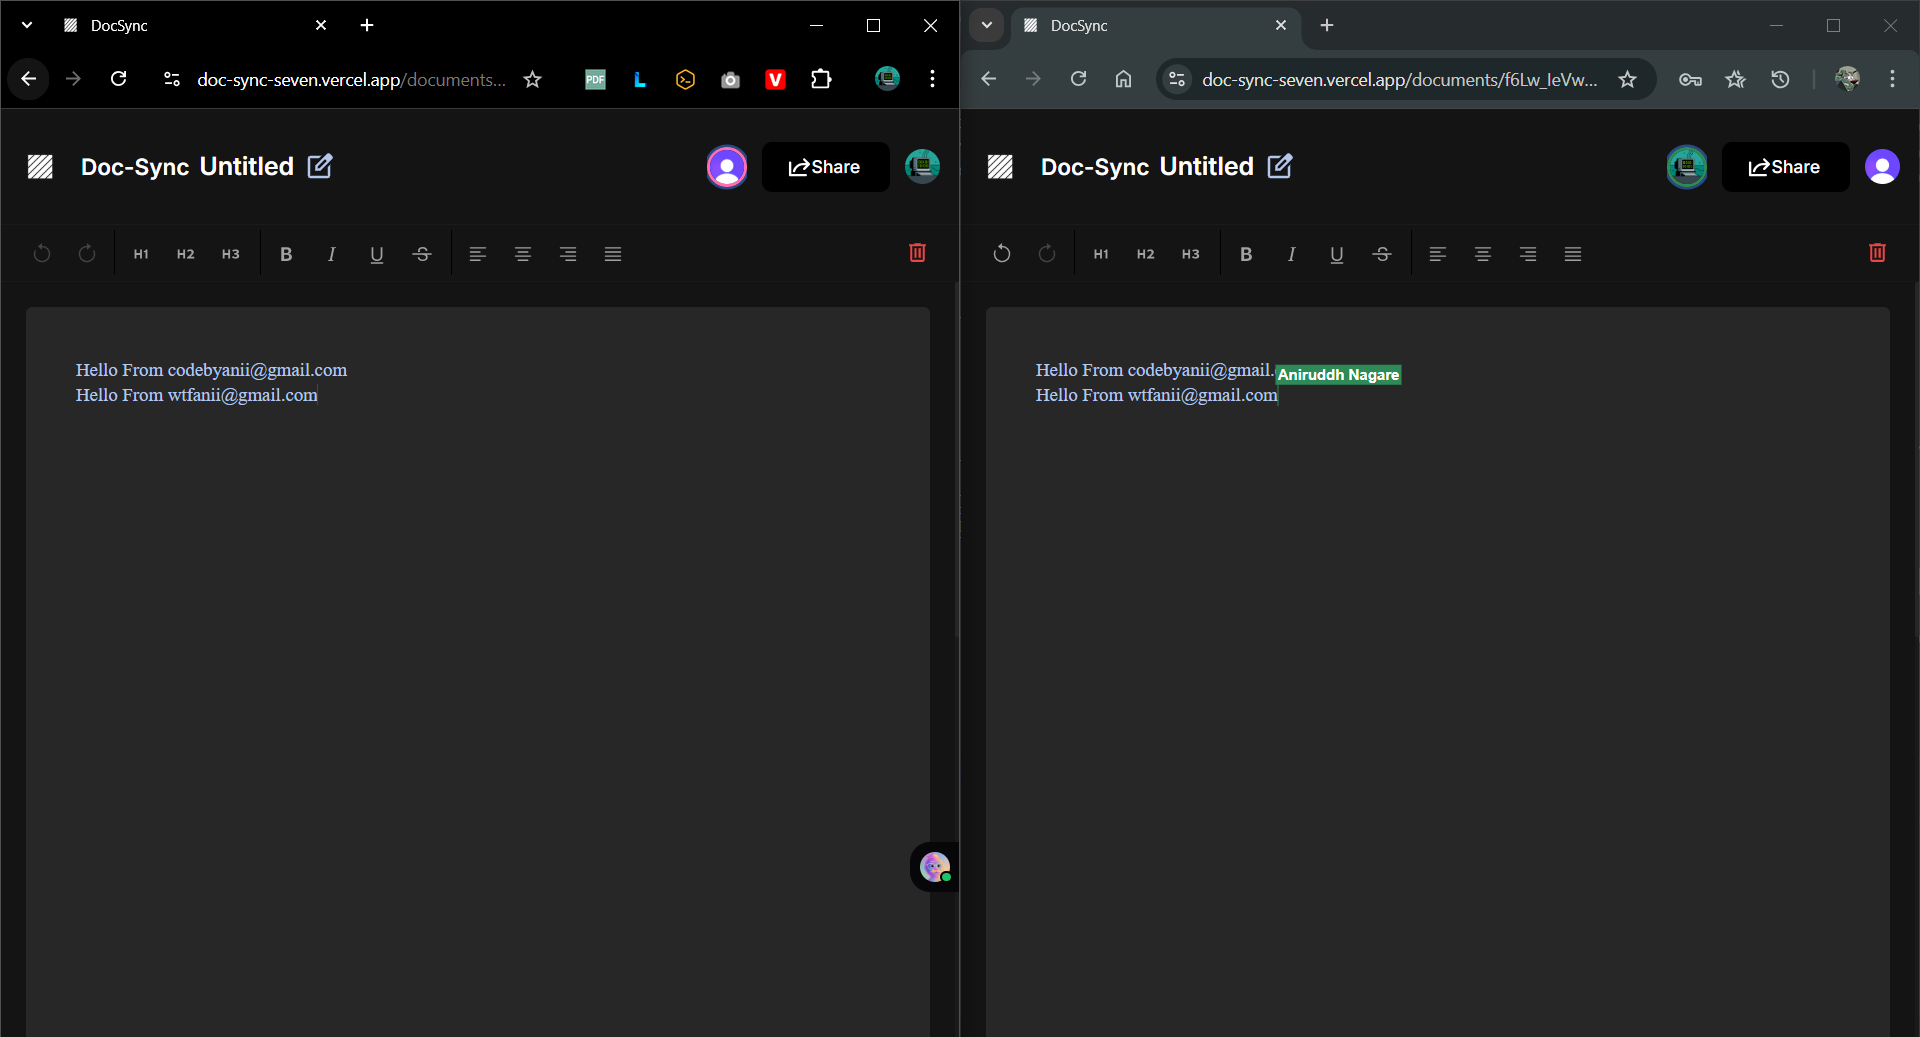 DocSync
doc-sync-seven.vercel.app/documents...
PDF
L
V
Doc-Sync Untitled
Share
H1 H2 H3 B I U S
Hello From codebyanii@gmail.com
Hello From wtfanii@gmail.com
DocSync
doc-sync-seven.vercel.app/documents/f6Lw_IeVw...
Doc-Sync Untitled
Share
H1 H2 H3 B I U S
Hello From codebyanii@gmail.
Aniruddh Nagare
Hello From wtfanii@gmail.com